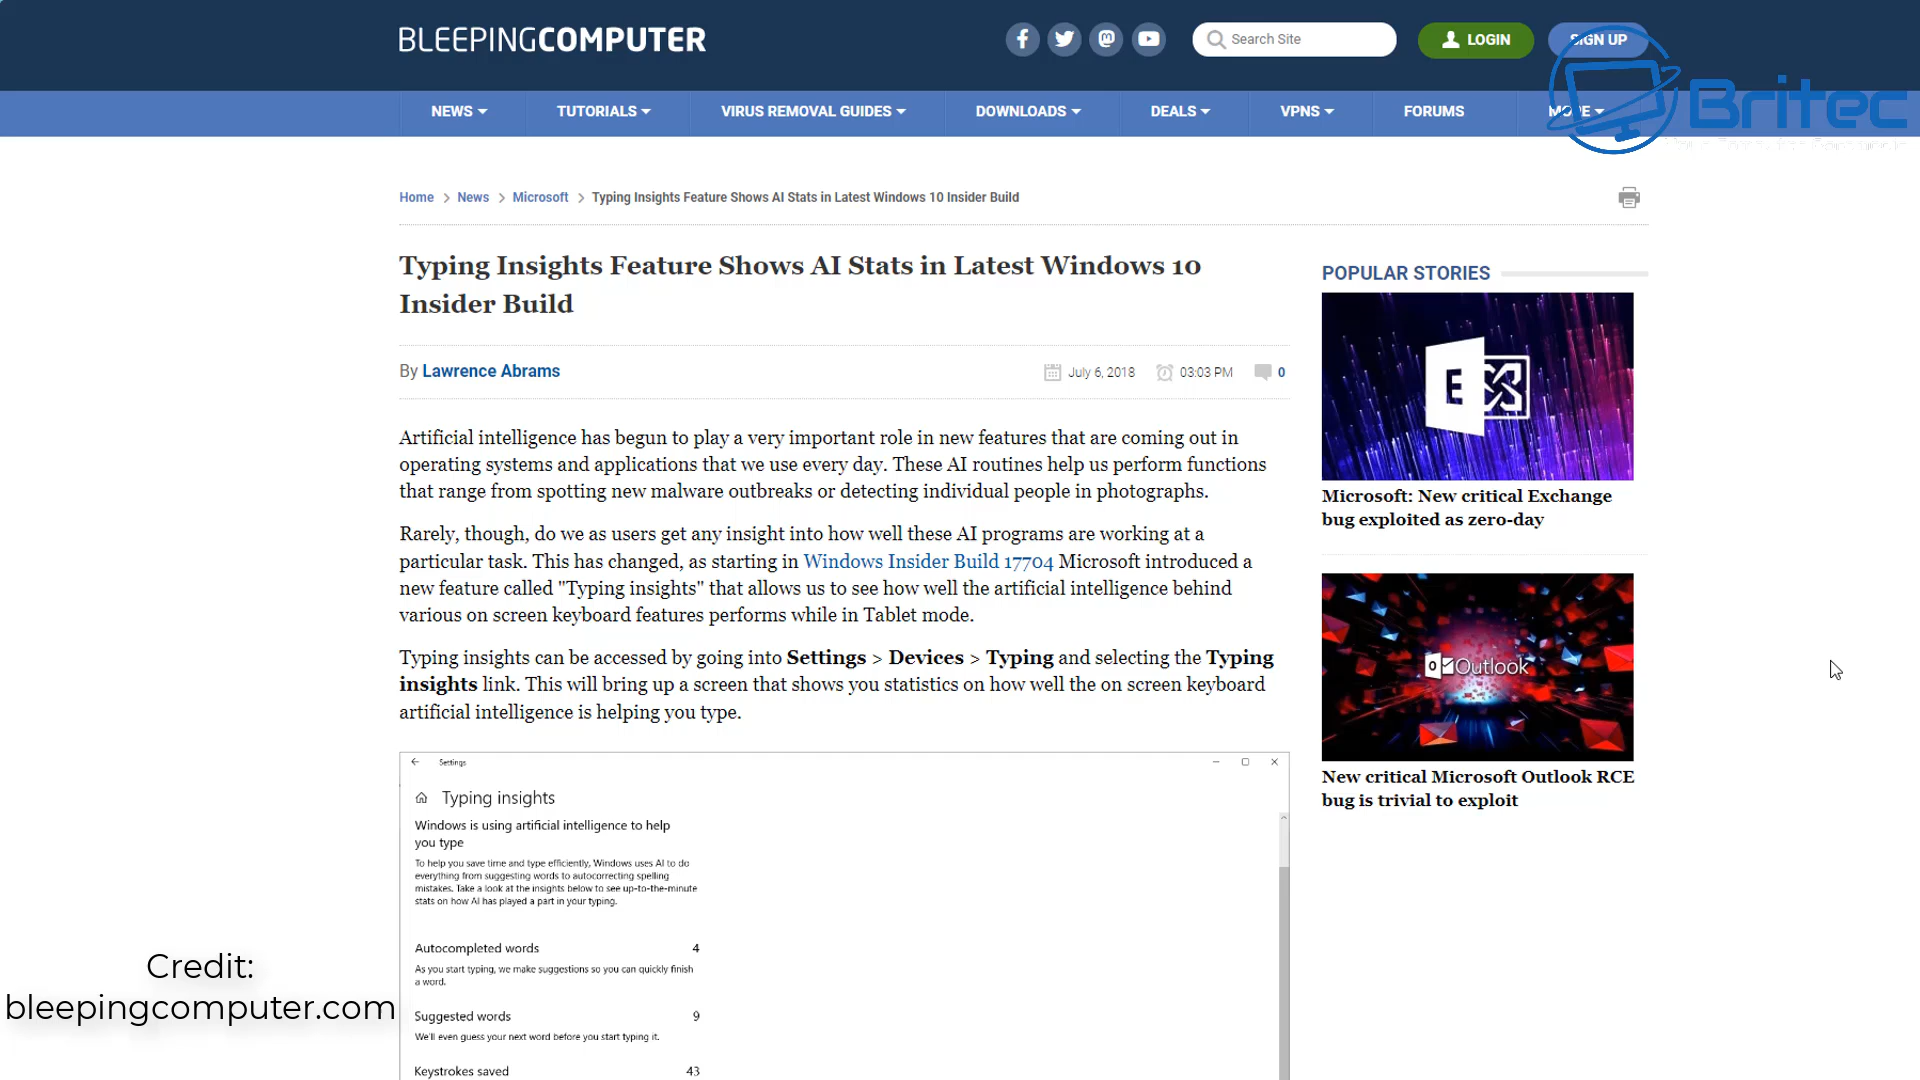 BLEEPINGCOMPUTER
Search Site
LOGIN
SIGN UP
Britec
NEWS
TUTORIALS
VIRUS REMOVAL GUIDES
DOWNLOADS
DEALS
VPNS
FORUMS
MORE
Home > News > Microsoft > Typing Insights Feature Shows AI Stats in Latest Windows 10 Insider Build
Typing Insights Feature Shows AI Stats in Latest Windows 10
Insider Build
By Lawrence Abrams
July 6, 2018
03:03 PM
0
Artificial intelligence has begun to play a very important role in new features that are coming out in
operating systems and applications that we use every day. These AI routines help us perform functions
that range from spotting new malware outbreaks or detecting individual people in photographs.
Rarely, though, do we as users get any insight into how well these AI programs are working at a
particular task. This has changed, as starting in Windows Insider Build 17704 Microsoft introduced a
new feature called "Typing insights" that allows us to see how well the artificial intelligence behind
various on screen keyboard features performs while in Tablet mode.
Typing insights can be accessed by going into Settings > Devices > Typing and selecting the Typing
insights link. This will bring up a screen that shows you statistics on how well the on screen keyboard
artificial intelligence is helping you type.
Settings
Typing insights
Windows is using artificial intelligence to help
you type
To help you save time and type efficiently, Windows uses AI to do
everything from suggesting words to autocorrecting spelling
mistakes. Take a look at the insights below to see up-to-the-minute
stats on how AI has played a part in your typing.
Autocompleted words 4
As you start typing, we make suggestions so you can quickly finish
a word.
Suggested words 9
We'll even guess your next word before you start typing it.
Keystrokes saved 43
POPULAR STORIES
E
Microsoft: New critical Exchange
bug exploited as zero-day
Outlook
New critical Microsoft Outlook RCE
bug is trivial to exploit
Credit:
bleepingcomputer.com